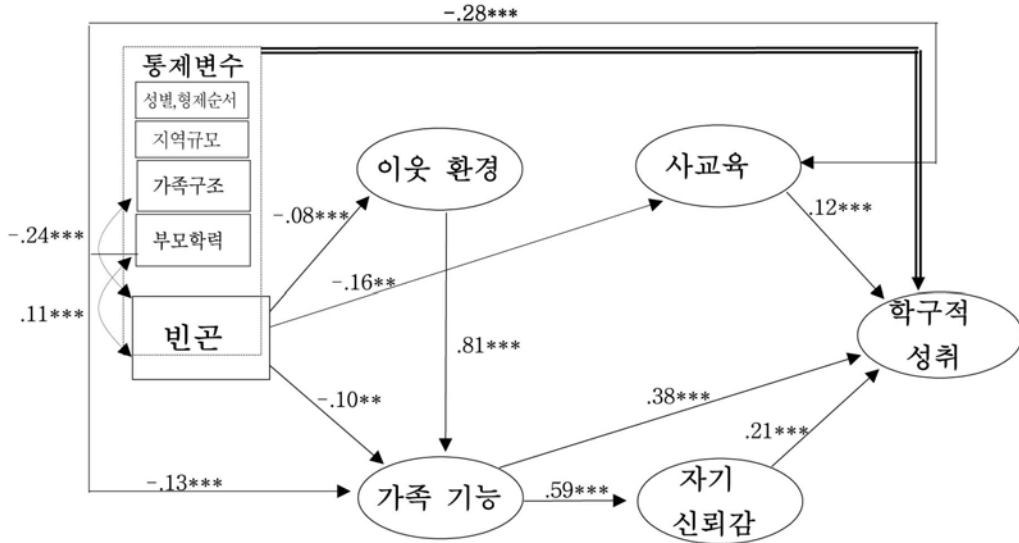 -.28***
통제변수
성별,형제순서
지역규모
가족구조
부모학력
빈곤
-.24***
.11***
이웃 환경
사교육
-.08***
.12***
-.16**
학구적
성취
.81***
-.10**
.38***
.21***
-.13***
가족 기능
.59***
자기
신뢰감